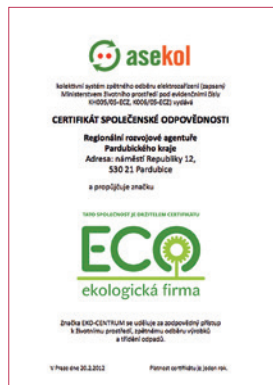 asekol
kolektivní systém zpětného odběru elektrozařízení (zapsaný
Ministerstvem životního prostředí pod evidenčními čísly
KH005/05-ECZ, K006/05-ECZ) vydává
CERTIFIKÁT SPOLEČENSKÉ ODPOVĚDNOSTI
Regionální rozvojové agentuře
Pardubického kraje
Adresa: náměstí Republiky 12,
530 21 Pardubice
a propůjčuje značku
TATO SPOLEČNOST JE DRŽITELEM CERTIFIKÁTU
ECO
ekologická firma
Značka EKO-CENTRUM se uděluje za zodpovědný přístup
k životnímu prostředí, zpětnému odběru výrobků
a třídění odpadů.
V Praze dne 20.2.2012 Platnost certifikátu je jeden rok.